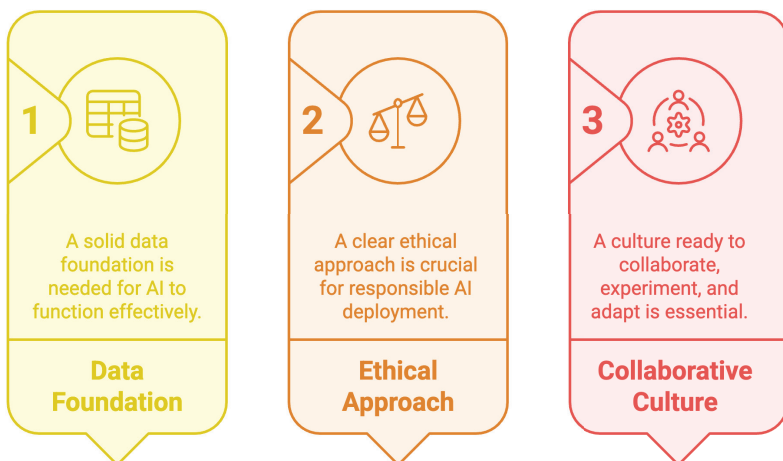 1
A solid data
foundation is
needed for AI to
function effectively.
Data
Foundation
2
A clear ethical
approach is crucial
for responsible AI
deployment.
Ethical
Approach
3
A culture ready to
collaborate,
experiment, and
adapt is essential.
Collaborative
Culture